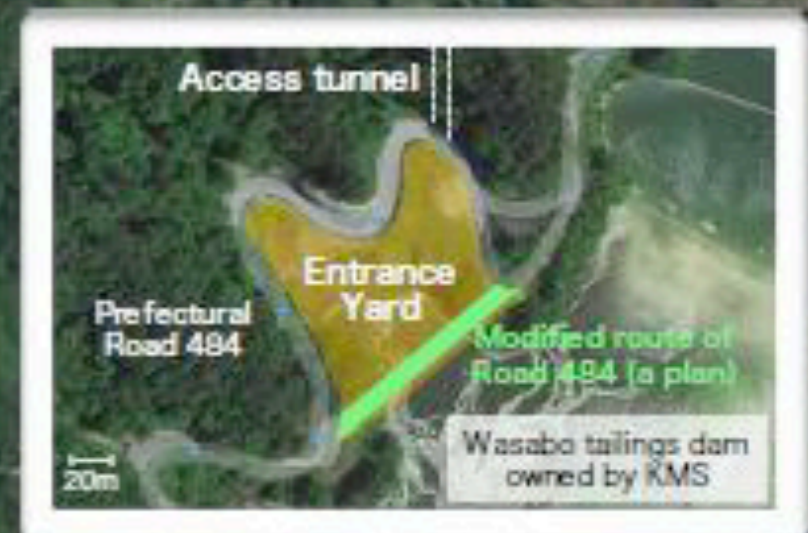 Access tunnel
Entrance
Yard
Prefectural
Road 484
Modified route of
Road 484 (a plan)
Wasabo tailings dam
owned by KMS
20m